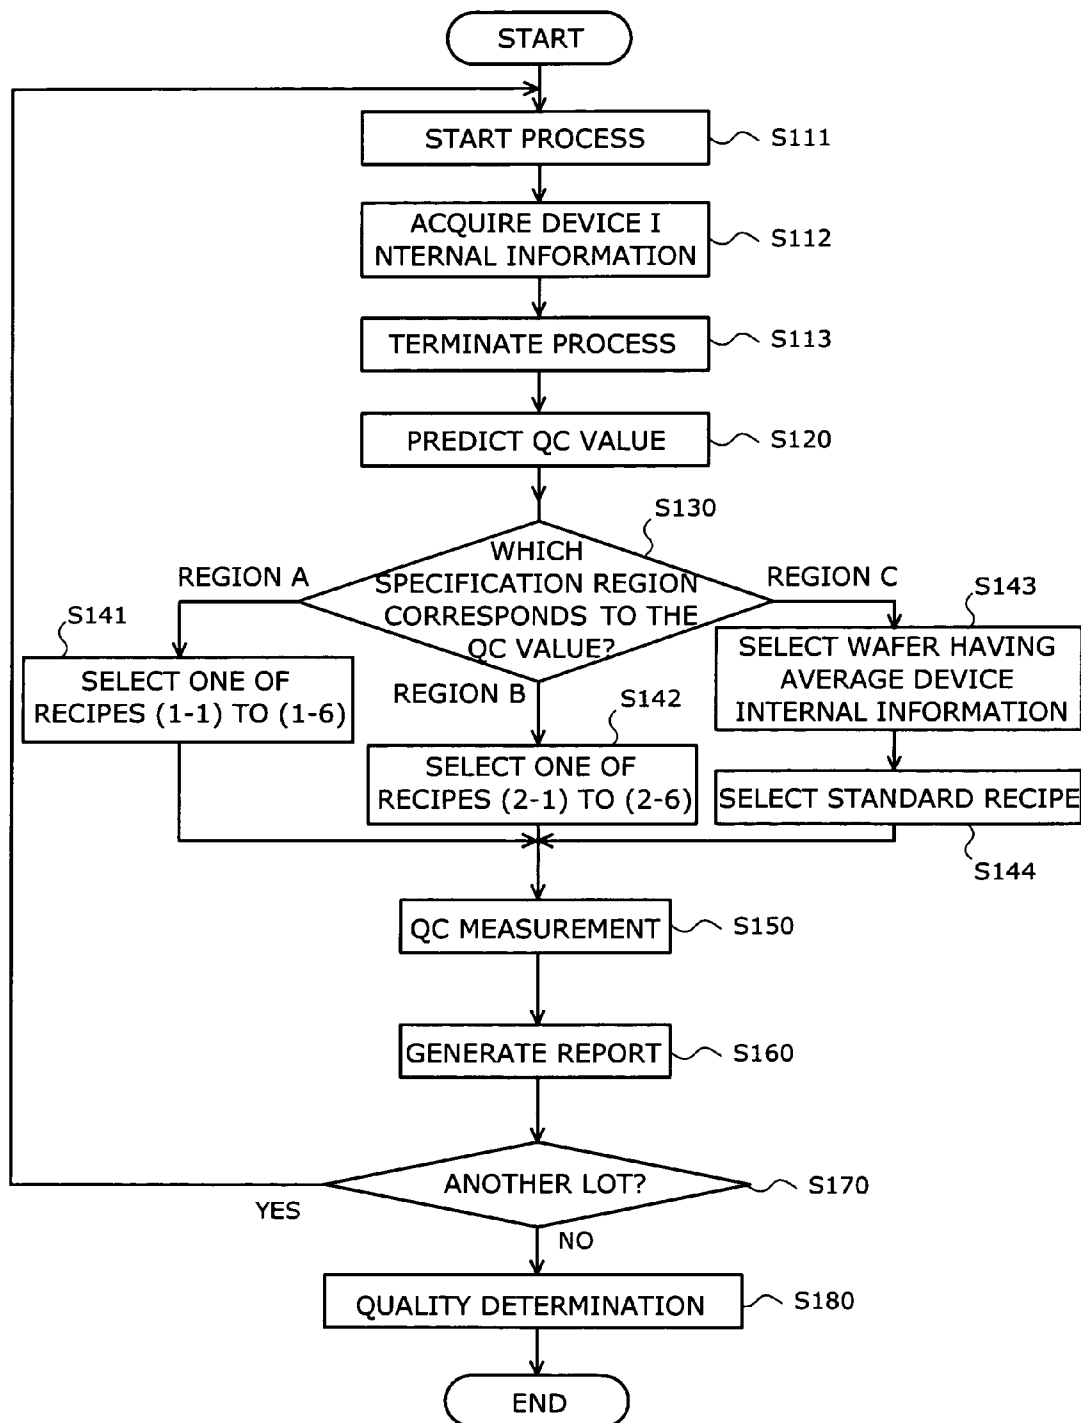 START
START PROCESS
S111
ACQUIRE DEVICE I
NTERNAL INFORMATION
S112
TERMINATE PROCESS
S113
PREDICT QC VALUE
S120
S130
WHICH
SPECIFICATION REGION
CORRESPONDS TO THE
QC VALUE?
REGION A
REGION B
REGION C
S141
SELECT ONE OF
RECIPES (1-1) TO (1-6)
S142
SELECT ONE OF
RECIPES (2-1) TO (2-6)
S143
SELECT WAFER HAVING
AVERAGE DEVICE
INTERNAL INFORMATION
SELECT STANDARD RECIPE
S144
QC MEASUREMENT
S150
GENERATE REPORT
S160
ANOTHER LOT?
S170
YES
NO
QUALITY DETERMINATION
S180
END